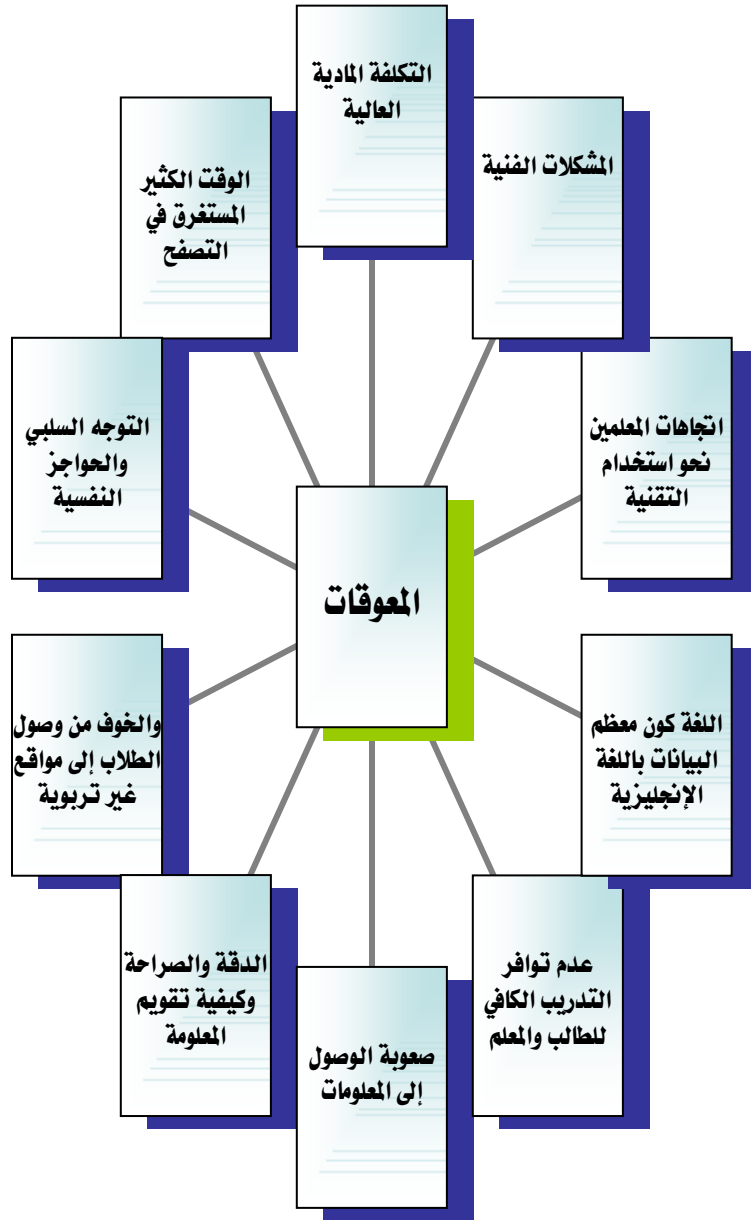 التكلفة المادية
العالية
المشكلات الفنية
اتجاهات المعلمين
نحو استخدام
التقنية
اللغة كون معظم
البيانات باللغة
الإنجليزية
عدم توافر
التدريب الكافي
للطالب والمعلم
صعوبة الوصول
إلى المعلومات
الدقة والصراحة
وكيفية تقويم
المعلومة
والخوف من وصول
الطلاب إلى مواقع
غير تربوية
التوجه السلبي
والحواجز
النفسية
الوقت الكثير
المستغرق في
التصفح
المعوقات